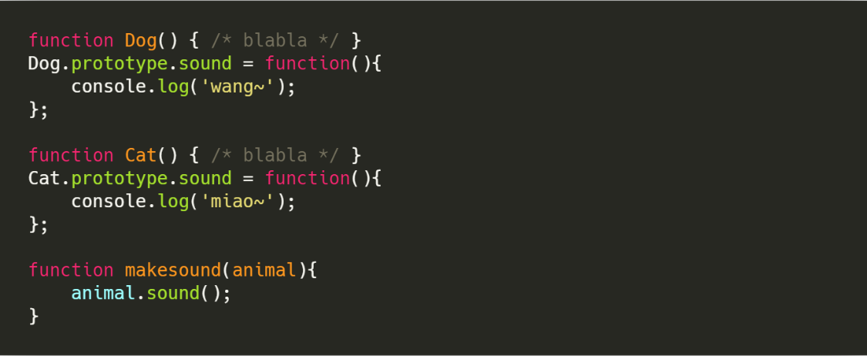 function Dog() { /* blabla */ }
Dog.prototype.sound = function(){
    console.log('wang~');
};

function Cat() { /* blabla */ }
Cat.prototype.sound = function(){
    console.log('miao~');
};

function makesound(animal){
    animal.sound();
}